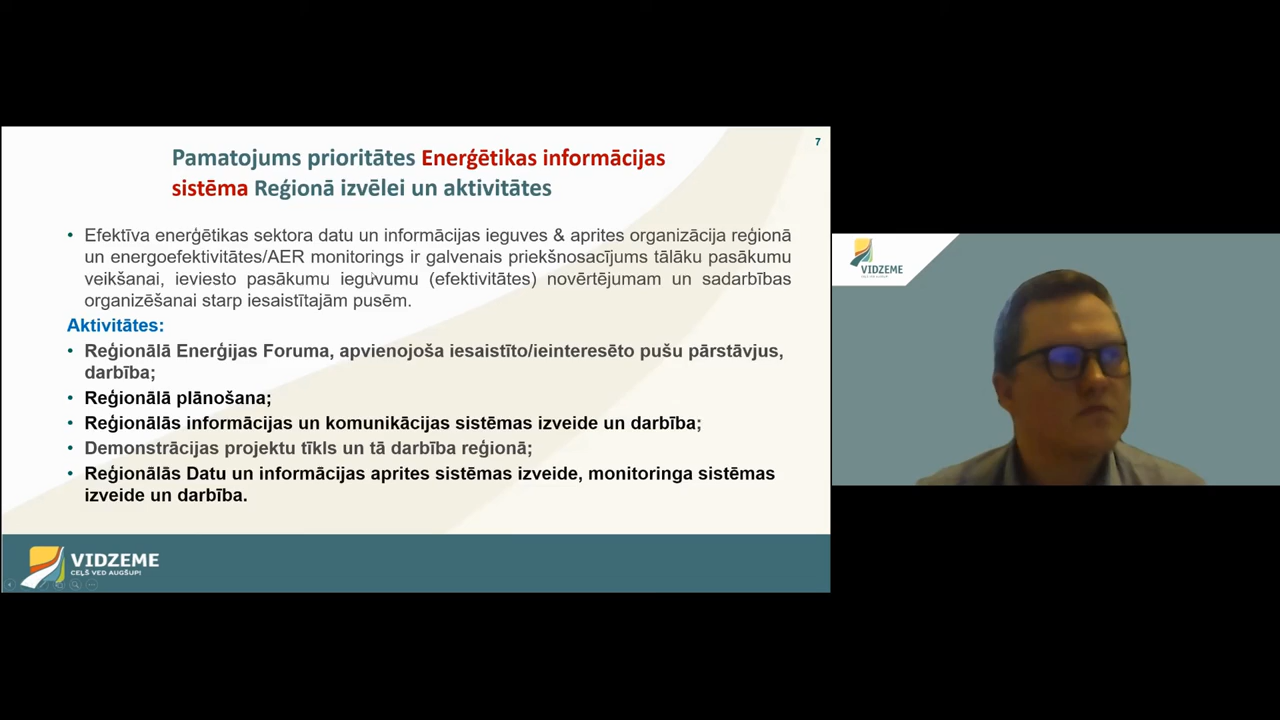 7
Pamatojums prioritātes Enerģētikas informācijas
sistēma Reģionā izvēlei un aktivitātes
• Efektīva enerģētikas sektora datu un informācijas ieguves & aprites organizācija reģionā
un energoefektivitātes/AER monitorings ir galvenais priekšnosacījums tālāku pasākumu
veikšanai, ieviesto pasākumu ieguvumu (efektivitātes) novērtējumam un sadarbības
organizēšanai starp iesaistītajām pusēm.
Aktivitātes:
• Reģionālā Enerģijas Foruma, apvienojoša iesaistīto/ieinteresēto pušu pārstāvjus,
darbība;
• Reģionālā plānošana;
• Reģionālās informācijas un komunikācijas sistēmas izveide un darbība;
• Demonstrācijas projektu tīkls un tā darbība reģionā;
• Reģionālās Datu un informācijas aprites sistēmas izveide, monitoringa sistēmas
izveide un darbība.
VIDZEME
CEĻŠ VED AUGŠUP!
VIDZEME